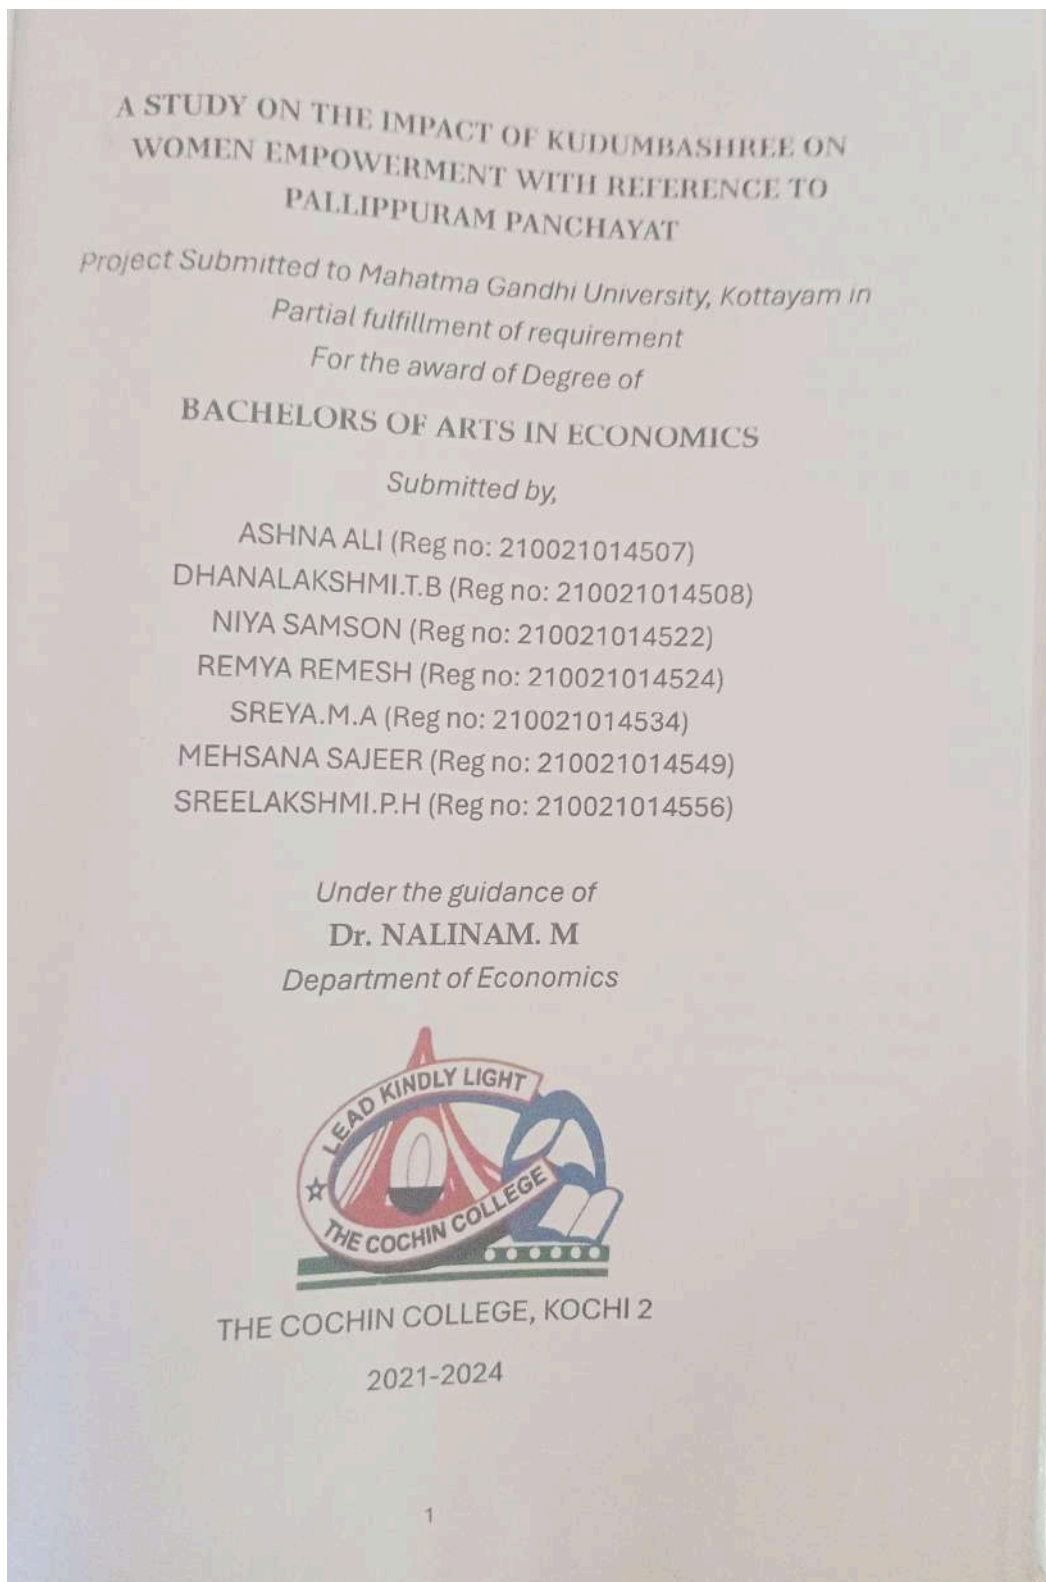 A STUDY ON THE IMPACT OF KUDUMBASHREE ON
WOMEN EMPOWERMENT WITH REFERENCE TO
PALLIPPURAM PANCHAYAT
Project Submitted to Mahatma Gandhi University, Kottayam in
Partial fulfillment of requirement
For the award of Degree of
BACHELORS OF ARTS IN ECONOMICS
Submitted by,
ASHNA ALI (Reg no: 210021014507)
DHANALAKSHMI.T.B (Reg no: 210021014508)
NIYA SAMSON (Reg no: 210021014522)
REMYA REMESH (Reg no: 210021014524)
SREYA.M.A (Reg no: 210021014534)
MEHSANA SAJEER (Reg no: 210021014549)
SREELAKSHMI.P.H (Reg no: 210021014556)
Under the guidance of
Dr. NALINAM. M
Department of Economics
LEAD KINDLY LIGHT
THE COCHIN COLLEGE
THE COCHIN COLLEGE, KOCHI 2
2021-2024
1